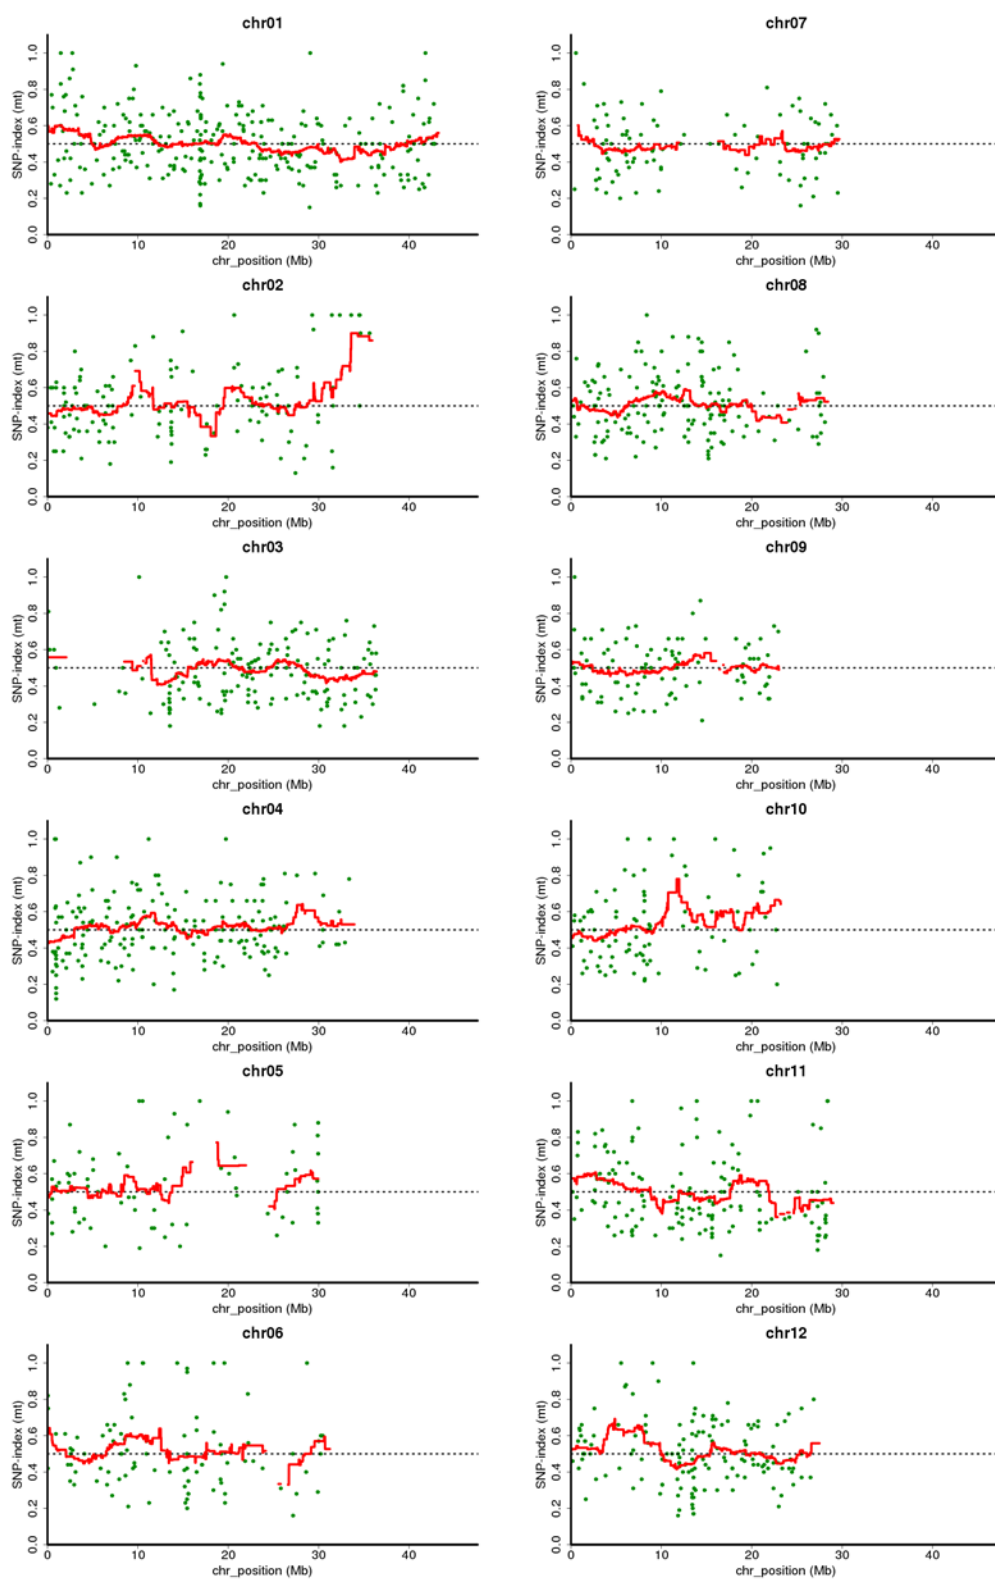 chr01
SNP-index (mt)
0.0 0.2 0.4 0.6 0.8 1.0
0 10 20 30 40
chr_position (Mb)
chr07
SNP-index (mt)
0.0 0.2 0.4 0.6 0.8 1.0
0 10 20 30 40
chr_position (Mb)
chr02
SNP-index (mt)
0.0 0.2 0.4 0.6 0.8 1.0
0 10 20 30 40
chr_position (Mb)
chr08
SNP-index (mt)
0.0 0.2 0.4 0.6 0.8 1.0
0 10 20 30 40
chr_position (Mb)
chr03
SNP-index (mt)
0.0 0.2 0.4 0.6 0.8 1.0
0 10 20 30 40
chr_position (Mb)
chr09
SNP-index (mt)
0.0 0.2 0.4 0.6 0.8 1.0
0 10 20 30 40
chr_position (Mb)
chr04
SNP-index (mt)
0.0 0.2 0.4 0.6 0.8 1.0
0 10 20 30 40
chr_position (Mb)
chr10
SNP-index (mt)
0.0 0.2 0.4 0.6 0.8 1.0
0 10 20 30 40
chr_position (Mb)
chr05
SNP-index (mt)
0.0 0.2 0.4 0.6 0.8 1.0
0 10 20 30 40
chr_position (Mb)
chr11
SNP-index (mt)
0.0 0.2 0.4 0.6 0.8 1.0
0 10 20 30 40
chr_position (Mb)
chr06
SNP-index (mt)
0.0 0.2 0.4 0.6 0.8 1.0
0 10 20 30 40
chr_position (Mb)
chr12
SNP-index (mt)
0.0 0.2 0.4 0.6 0.8 1.0
0 10 20 30 40
chr_position (Mb)